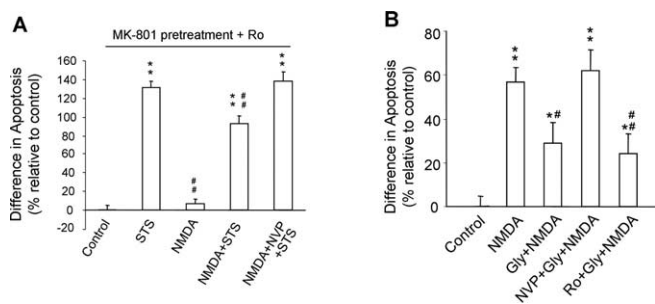 A
MK-801 pretreatment + Ro
Difference in Apoptosis
(% relative to control)
160
140
120
100
80
60
40
20
0
-20
* *
# #
* * # #
* *
Control
STS
NMDA
NMDA+STS
NMDA+NVP
+STS
B
Difference in Apoptosis
(% relative to control)
80
60
40
20
0
* *
* #
* *
* # #
Control
NMDA
Gly+NMDA
NVP+Gly+NMDA
Ro+Gly+NMDA